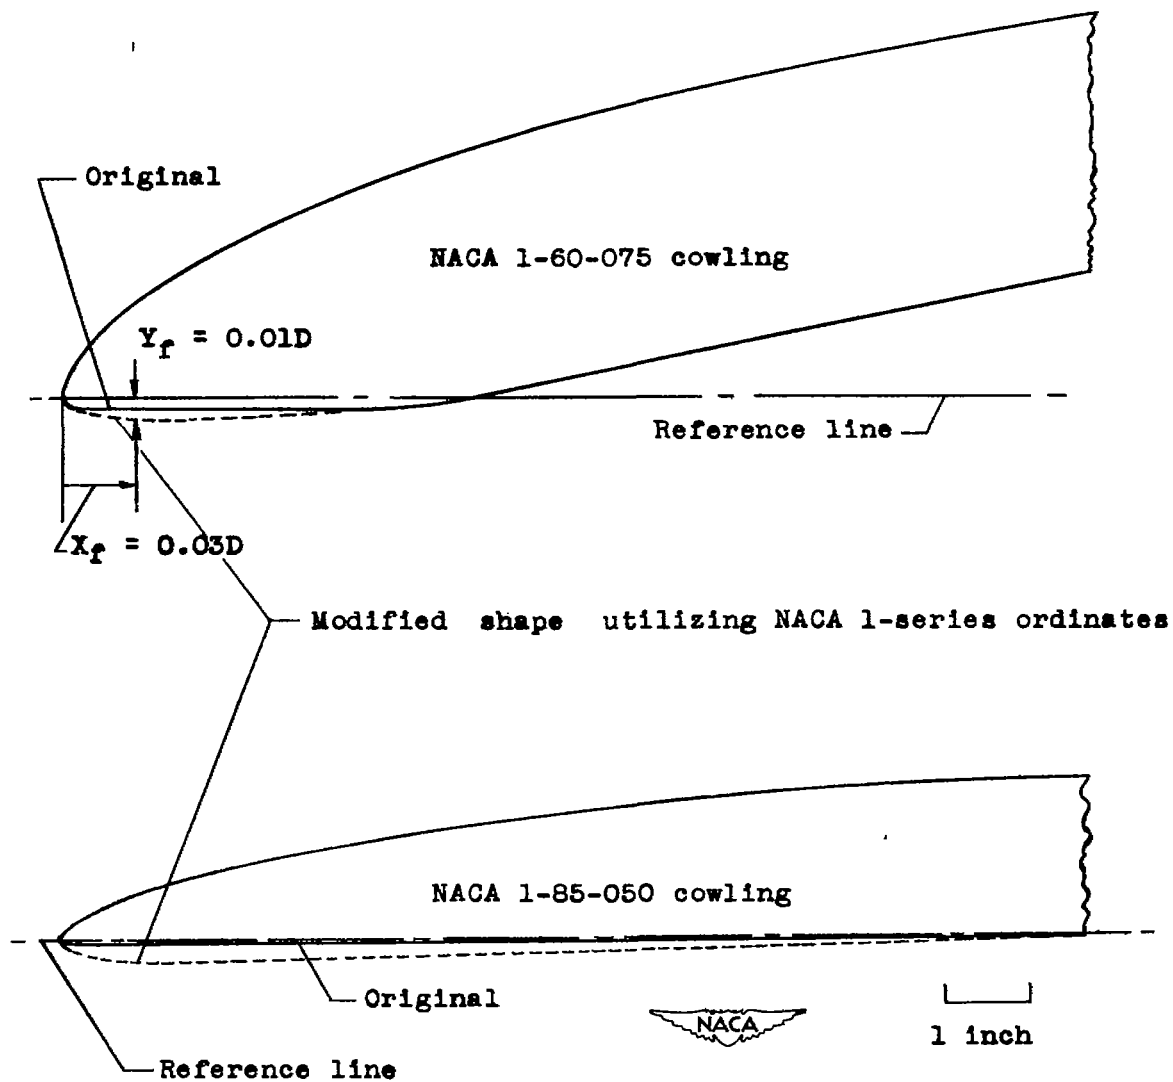 Original
NACA 1-60-075 cowling
Yf = 0.01D
Reference line
Xf = 0.03D
Modified shape utilizing NACA 1-series ordinates
NACA 1-85-050 cowling
Original
NACA
1 inch
Reference line